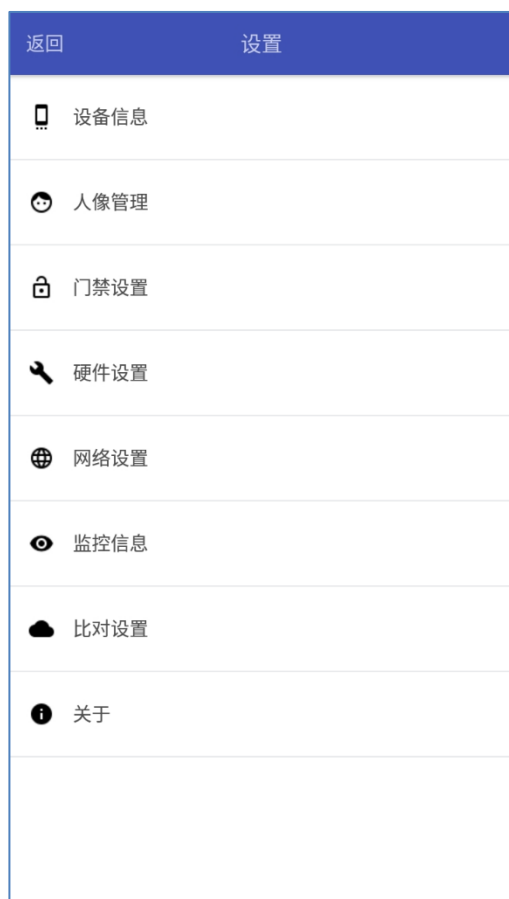 返回
设置
设备信息
人像管理
门禁设置
硬件设置
网络设置
监控信息
比对设置
关于